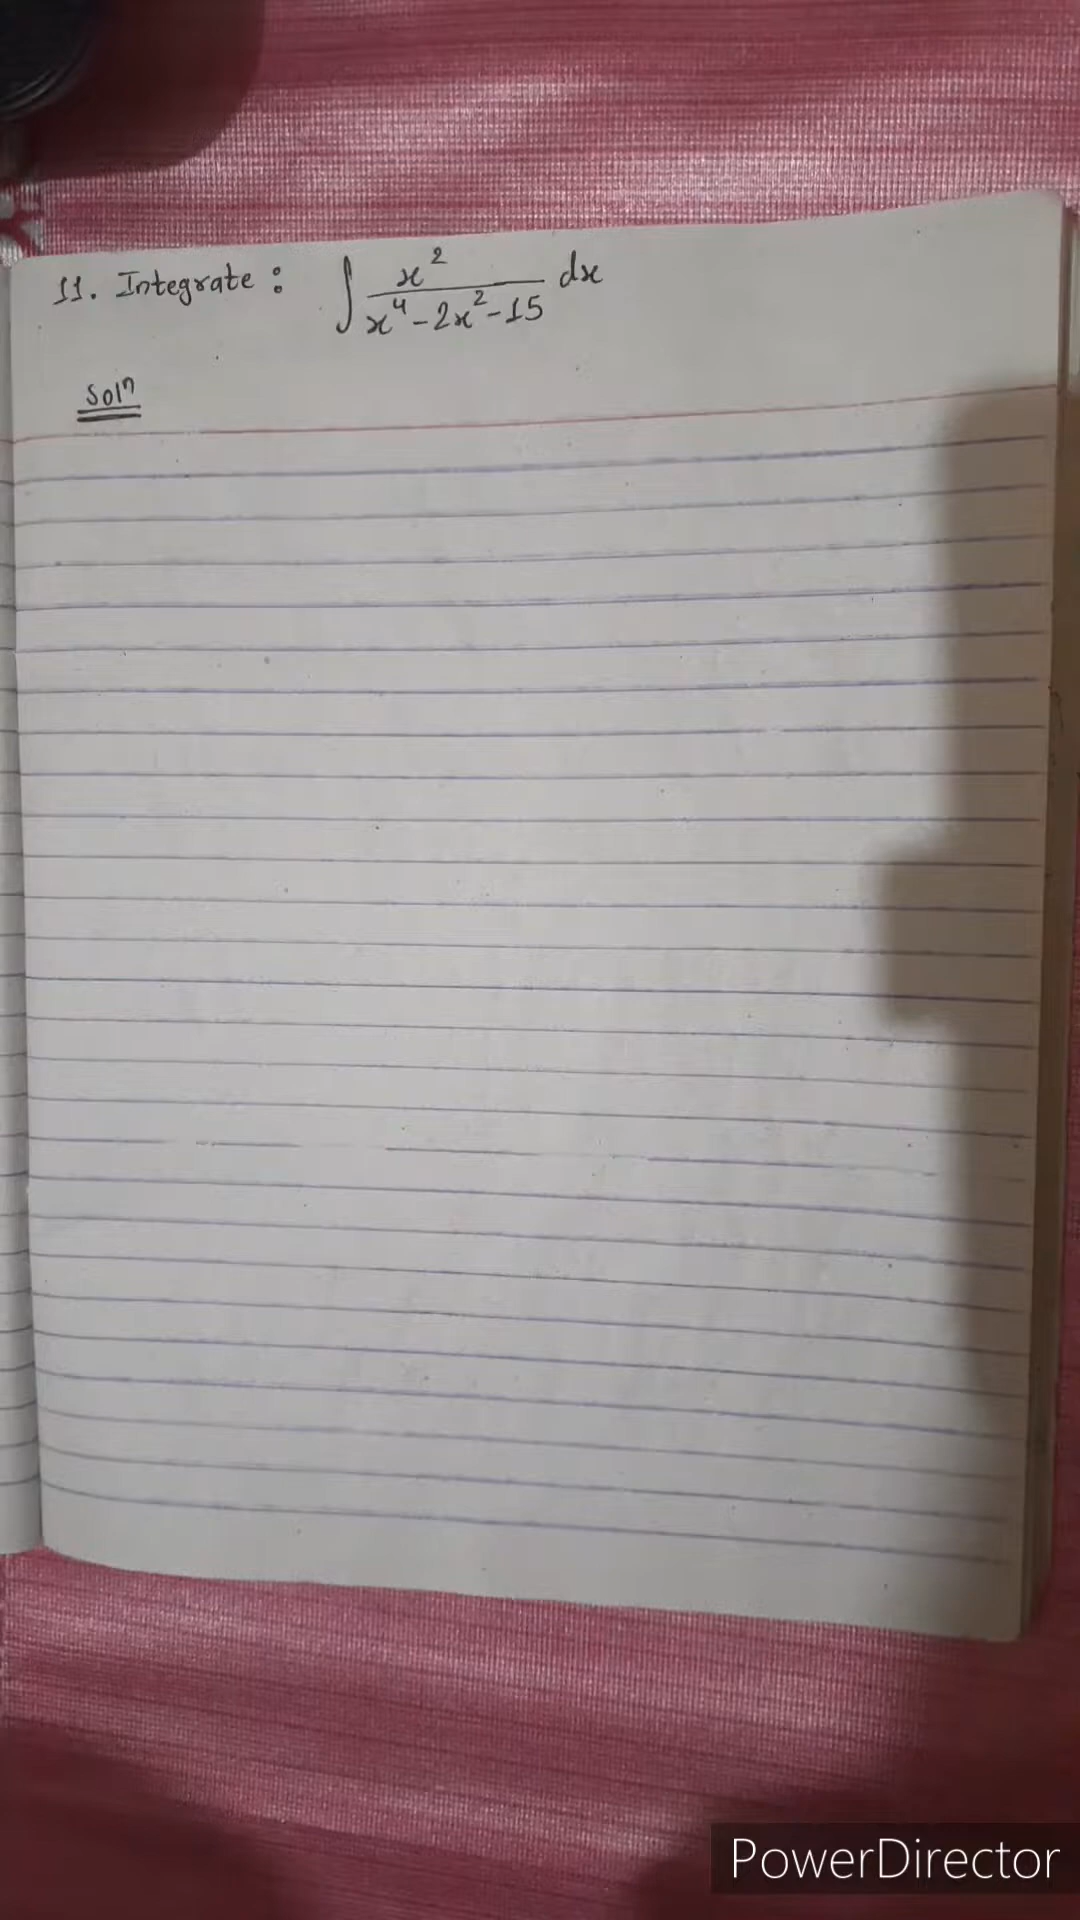 11. Integrate : ∫ x²/(x⁴-2x²-15) dx
Solⁿ
PowerDirector